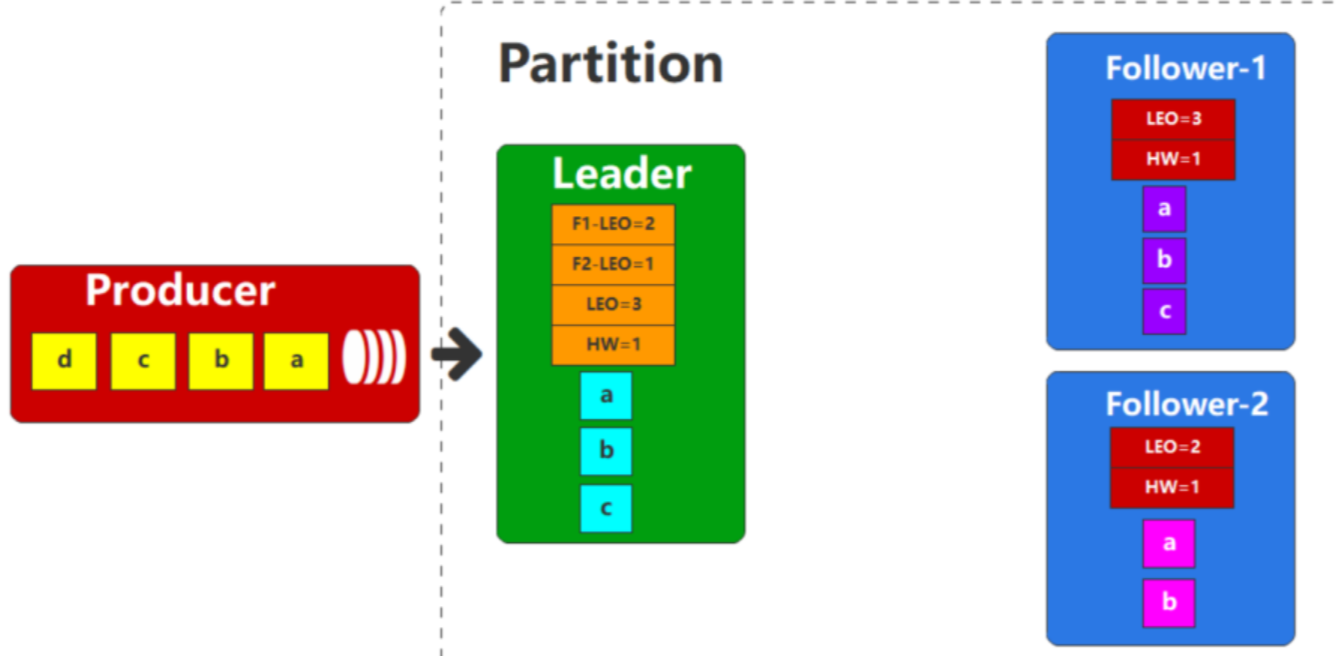 Partition
Producer
d c b a
Leader
F1-LEO=2
F2-LEO=1
LEO=3
HW=1
a
b
c
Follower-1
LEO=3
HW=1
a
b
c
Follower-2
LEO=2
HW=1
a
b